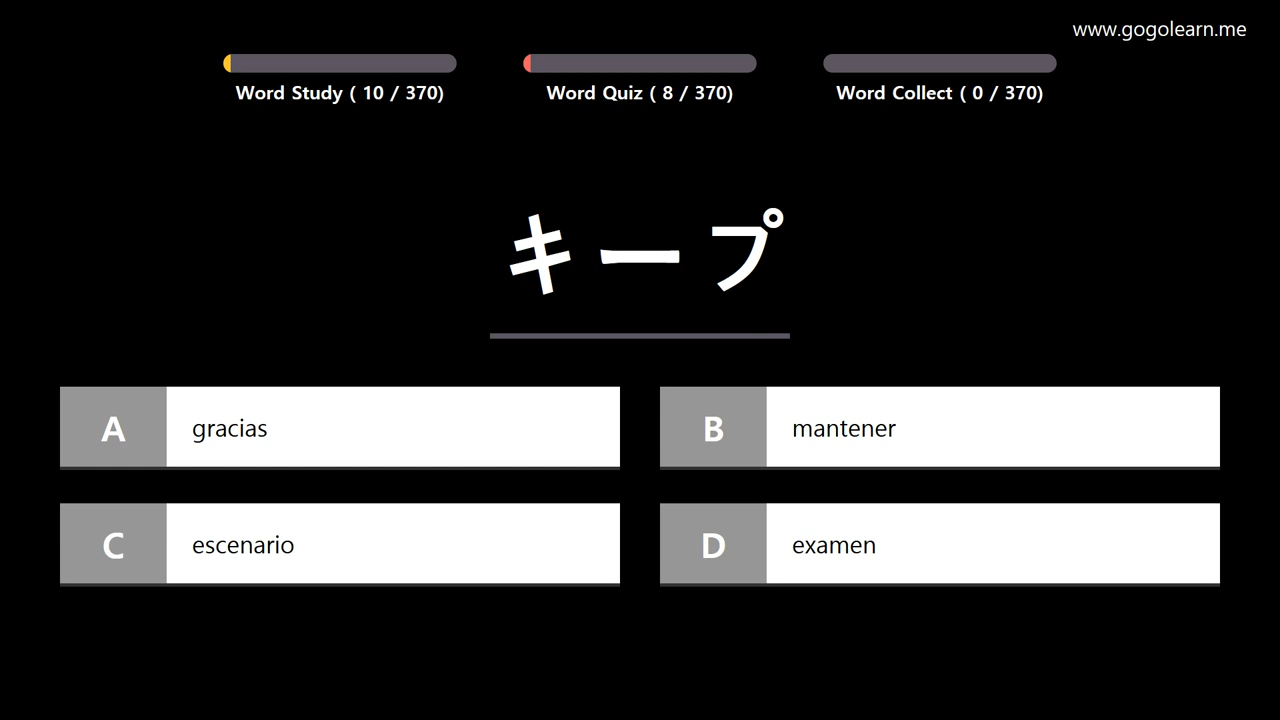 www.gogolearn.me
Word Study ( 10 / 370)
Word Quiz ( 8 / 370)
Word Collect ( 0 / 370)
キープ
A gracias
B mantener
C escenario
D examen